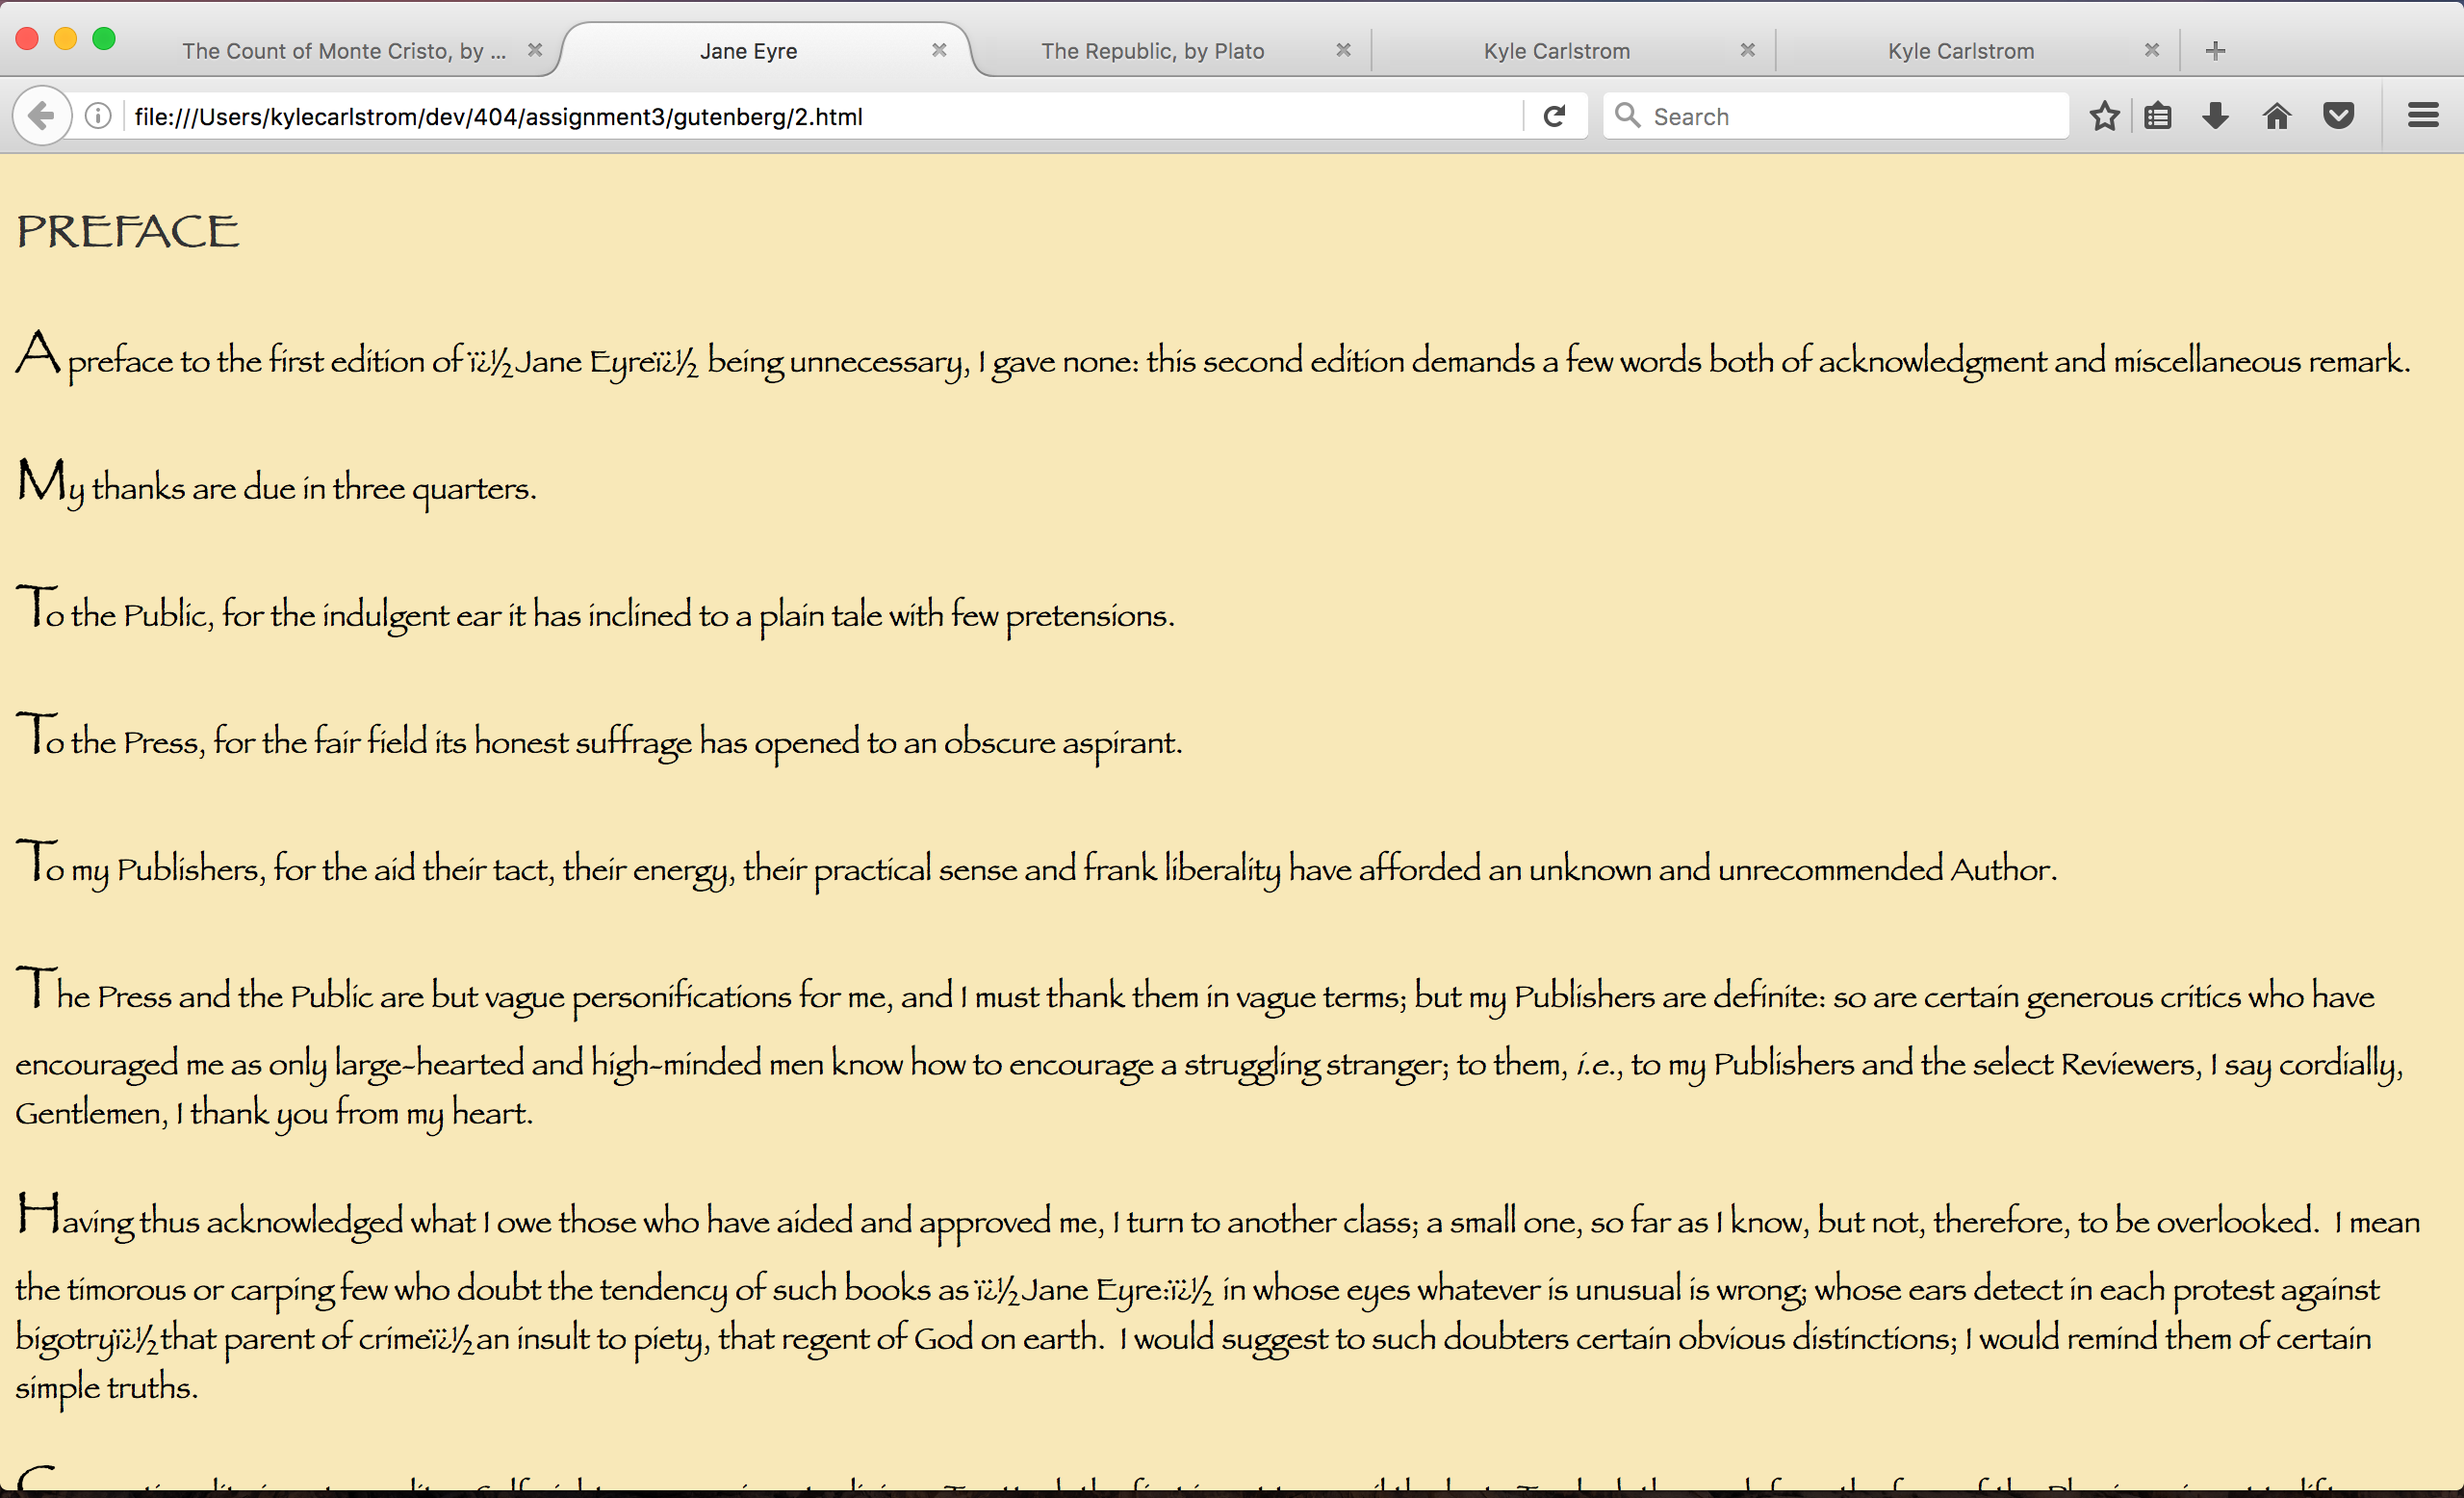 The Count of Monte Cristo, by ...
Jane Eyre
The Republic, by Plato
Kyle Carlstrom
Kyle Carlstrom
file:///Users/kylecarlstrom/dev/404/assignment3/gutenberg/2.html
Search
PREFACE
A preface to the first edition of ï¿½Jane Eyreï¿½ being unnecessary, I gave none: this second edition demands a few words both of acknowledgment and miscellaneous remark.
My thanks are due in three quarters.
To the Public, for the indulgent ear it has inclined to a plain tale with few pretensions.
To the Press, for the fair field its honest suffrage has opened to an obscure aspirant.
To my Publishers, for the aid their tact, their energy, their practical sense and frank liberality have afforded an unknown and unrecommended Author.
The Press and the Public are but vague personifications for me, and I must thank them in vague terms; but my Publishers are definite: so are certain generous critics who have
encouraged me as only large-hearted and high-minded men know how to encourage a struggling stranger; to them, i.e., to my Publishers and the select Reviewers, I say cordially,
Gentlemen, I thank you from my heart.
Having thus acknowledged what I owe those who have aided and approved me, I turn to another class; a small one, so far as I know, but not, therefore, to be overlooked.  I mean
the timorous or carping few who doubt the tendency of such books as ï¿½Jane Eyre:ï¿½ in whose eyes whatever is unusual is wrong; whose ears detect in each protest against
bigotryï¿½that parent of crimeï¿½an insult to piety, that regent of God on earth.  I would suggest to such doubters certain obvious distinctions; I would remind them of certain
simple truths.